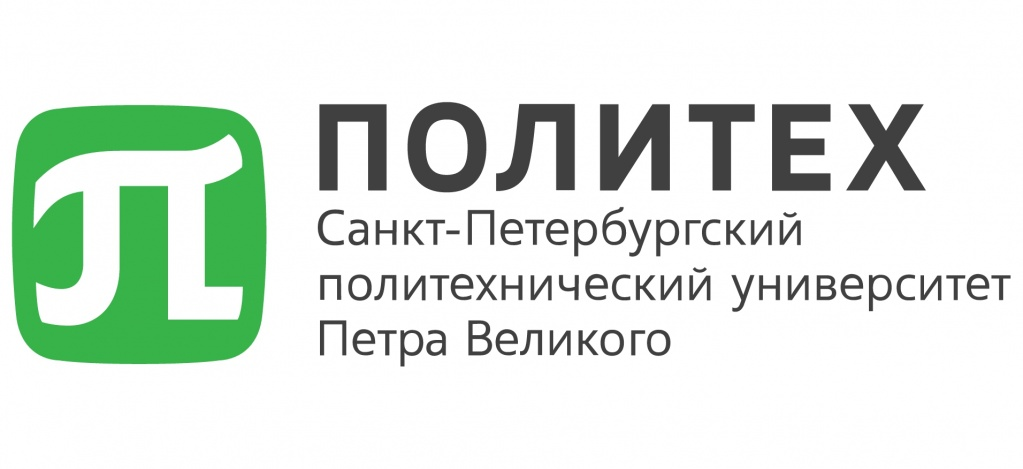 П
ПОЛИТЕХ
Санкт-Петербургский
политехнический университет
Петра Великого